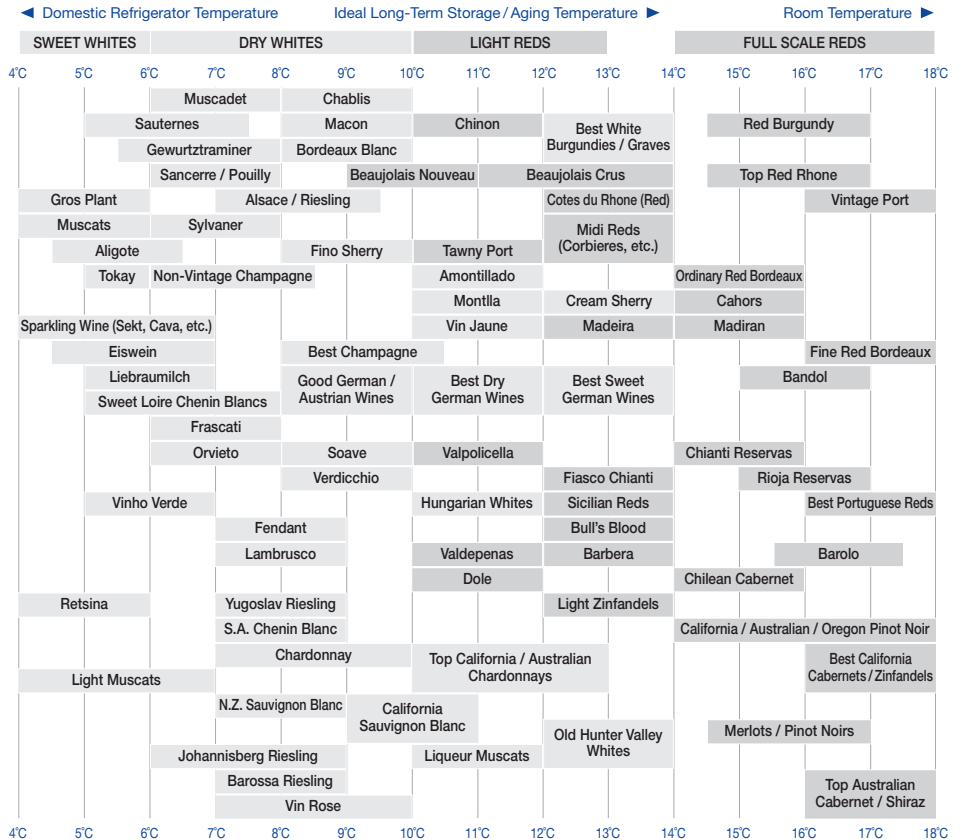 ◄ Domestic Refrigerator Temperature Ideal Long-Term Storage / Aging Temperature ► Room Temperature ►
SWEET WHITES DRY WHITES LIGHT REDS FULL SCALE REDS
4°C 5°C 6°C 7°C 8°C 9°C 10°C 11°C 12°C 13°C 14°C 15°C 16°C 17°C 18°C
Muscadet Chablis
Sauternes Macon Chinon Best White Red Burgundy
Burgundies / Graves
Gewurtztraminer Bordeaux Blanc
Sancerre / Pouilly Beaujolais Nouveau Beaujolais Crus Top Red Rhone
Gros Plant Alsace / Riesling Cotes du Rhone (Red) Vintage Port
Muscats Sylvaner Midi Reds
(Corbieres, etc.)
Aligote Fino Sherry Tawny Port
Tokay Non-Vintage Champagne Amontillado Ordinary Red Bordeaux
Montlla Cream Sherry Cahors
Sparkling Wine (Sekt, Cava, etc.) Vin Jaune Madeira Madiran
Eiswein Best Champagne Fine Red Bordeaux
Liebraumilch Good German / Best Dry Best Sweet Bandol
Austrian Wines German Wines German Wines
Sweet Loire Chenin Blancs
Frascati
Orvieto Soave Valpolicella Chianti Reservas
Verdicchio Fiasco Chianti Rioja Reservas
Vinho Verde Hungarian Whites Sicilian Reds Best Portuguese Reds
Fendant Bull's Blood
Lambrusco Valdepenas Barbera Barolo
Dole Chilean Cabernet
Retsina Yugoslav Riesling Light Zinfandels
S.A. Chenin Blanc California / Australian / Oregon Pinot Noir
Chardonnay Top California / Australian Best California
Chardonnays Cabernets / Zinfandels
Light Muscats
N.Z. Sauvignon Blanc California
Sauvignon Blanc
Old Hunter Valley Merlots / Pinot Noirs
Whites
Johannisberg Riesling Liqueur Muscats
Barossa Riesling Top Australian
Cabernet / Shiraz
Vin Rose
4°C 5°C 6°C 7°C 8°C 9°C 10°C 11°C 12°C 13°C 14°C 15°C 16°C 17°C 18°C